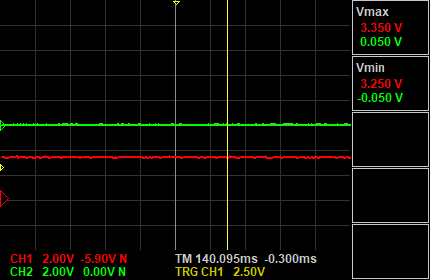 Vmax
3.350 V
0.050 V
Vmin
3.250 V
-0.050 V
CH1 2.00V -5.90V N TM 140.095ms -0.300ms
CH2 2.00V 0.00V N TRG CH1 2.50V